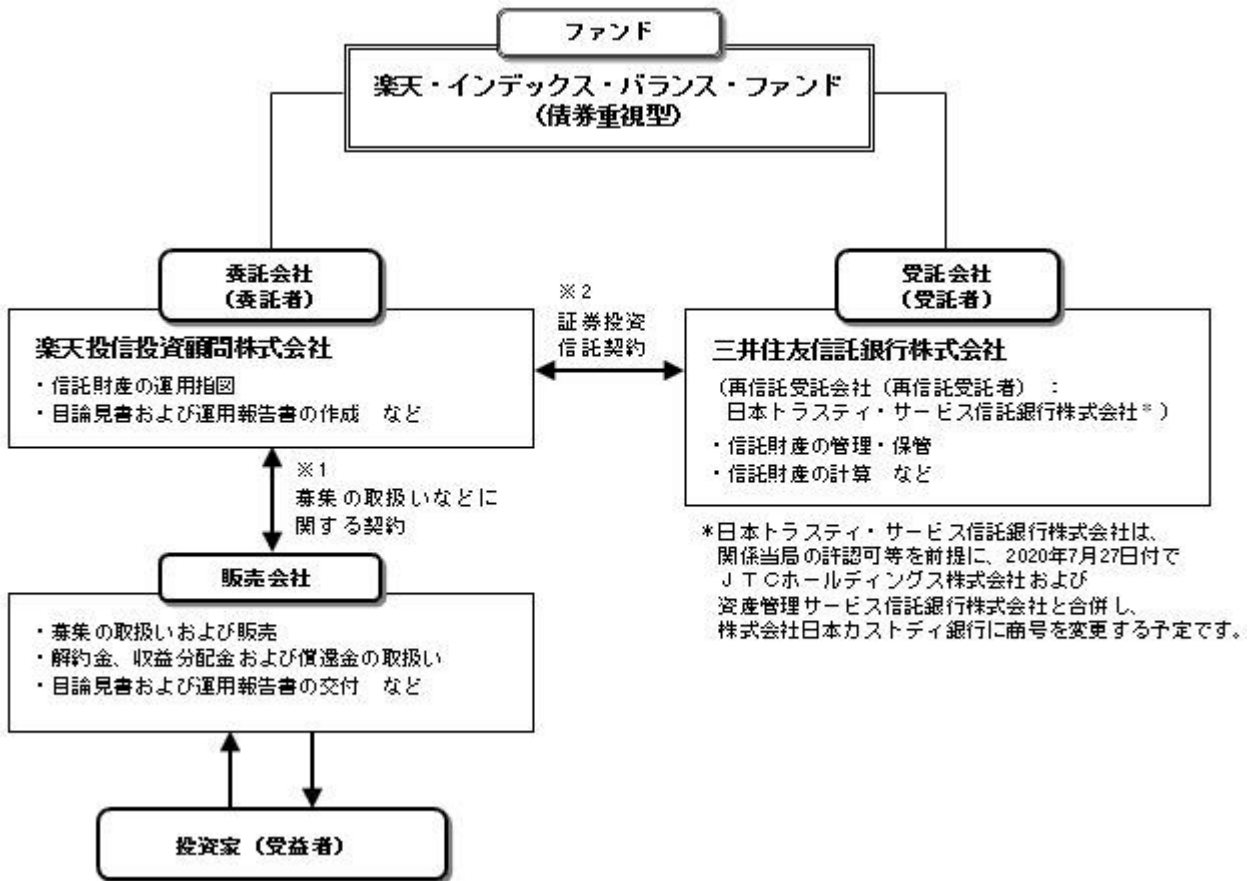 ファンド
楽天・インデックス・バランス・ファンド
（債券重視型）
委託会社
（委託者）
楽天投信投資顧問株式会社
・信託財産の運用指図
・目論見書および運用報告書の作成　など
※２
証券投資
信託契約
受託会社
（受託者）
三井住友信託銀行株式会社
（再信託受託会社（再信託受託者）：
日本トラスティ・サービス信託銀行株式会社*）
・信託財産の管理・保管
・信託財産の計算　など
*日本トラスティ・サービス信託銀行株式会社は、
関係当局の許認可等を前提に、2020年7月27日付で
ＪＴＣホールディングス株式会社および
資産管理サービス信託銀行株式会社と合併し、
株式会社日本カストディ銀行に商号を変更する予定です。
※１
募集の取扱いなどに
関する契約
販売会社
・募集の取扱いおよび販売
・解約金、収益分配金および償還金の取扱い
・目論見書および運用報告書の交付　など
投資家（受益者）